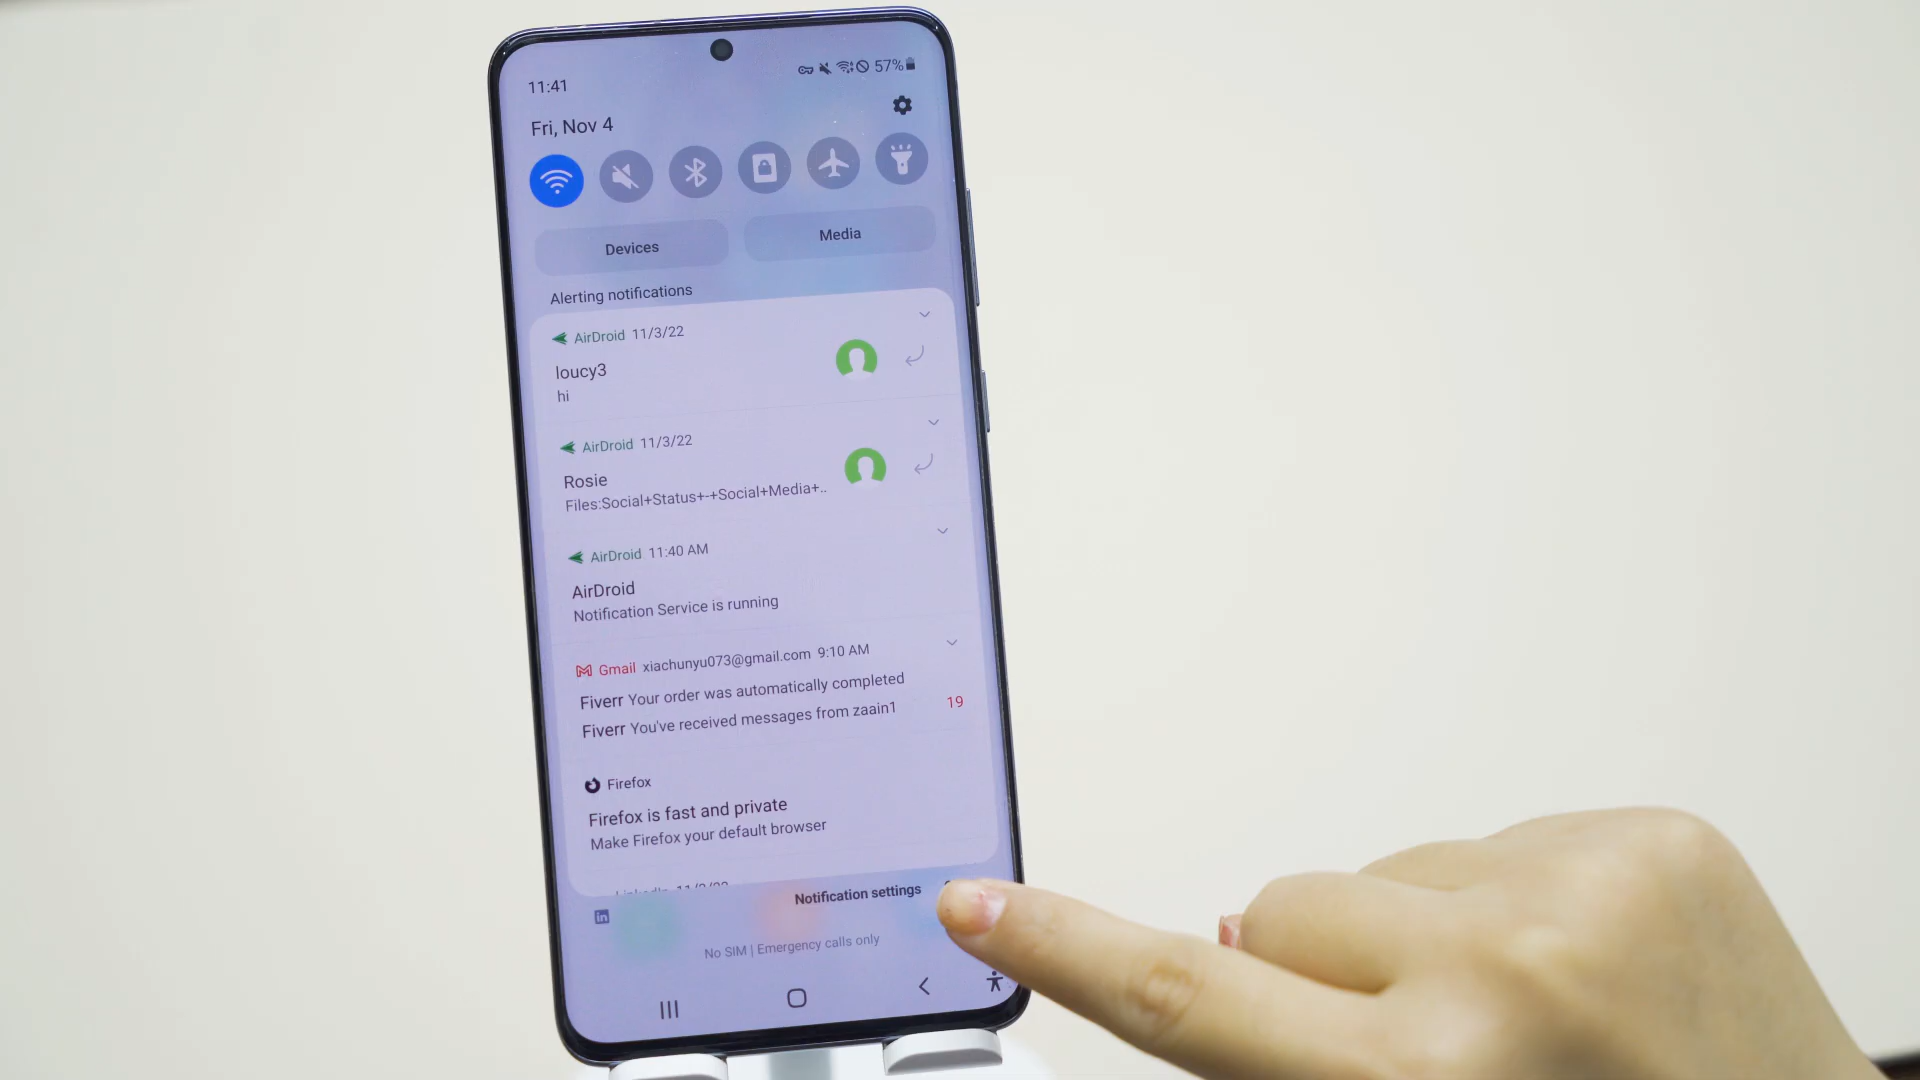 11:41
57%
Fri, Nov 4
Devices
Media
Alerting notifications
AirDroid 11/3/22
loucy3
hi
AirDroid 11/3/22
Rosie
Files:Social+Status+-+Social+Media+..
AirDroid 11:40 AM
AirDroid
Notification Service is running
Gmail xiachunyu073@gmail.com 9:10 AM
Fiverr Your order was automatically completed
Fiverr You've received messages from zaain1
19
Firefox
Firefox is fast and private
Make Firefox your default browser
in
Notification settings
No SIM | Emergency calls only